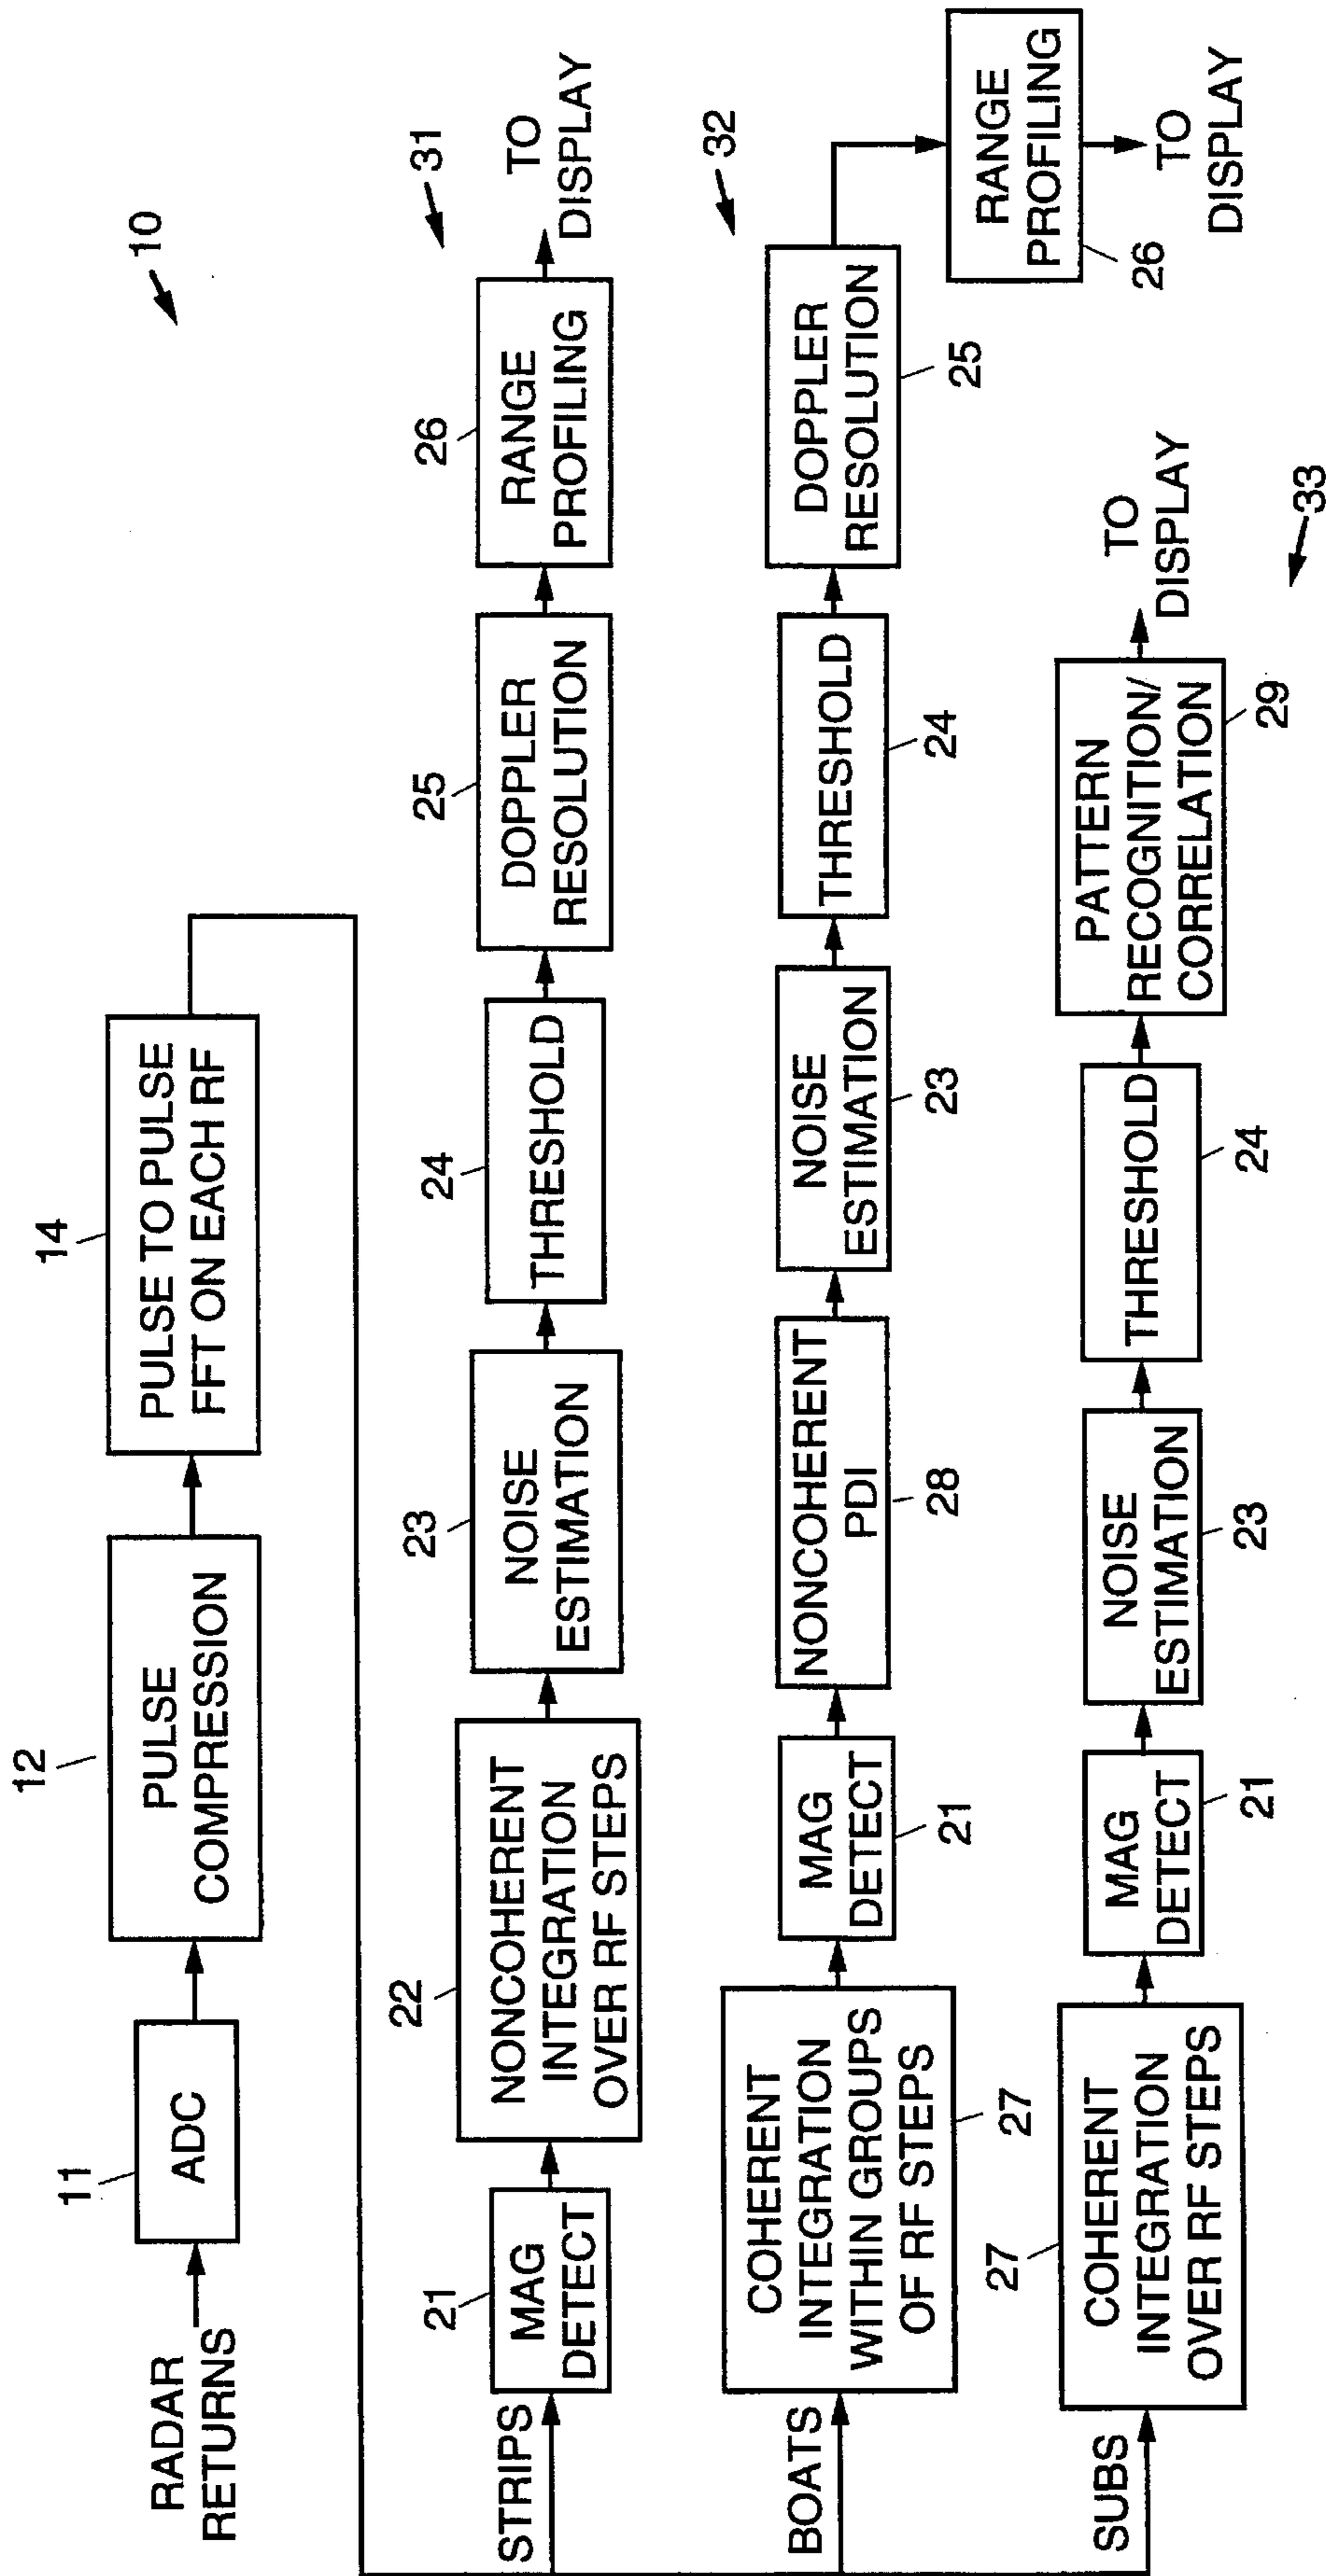 10
RADAR
RETURNS
11
ADC
12
PULSE
COMPRESSION
14
PULSE TO PULSE
FFT ON EACH RF
STRIPS
21
MAG
DETECT
22
NONCOHERENT
INTEGRATION
OVER RF STEPS
23
NOISE
ESTIMATION
24
THRESHOLD
25
DOPPLER
RESOLUTION
26
RANGE
PROFILING
TO
DISPLAY
31
BOATS
COHERENT
INTEGRATION
WITHIN GROUPS
OF RF STEPS
27
MAG
DETECT
21
NONCOHERENT
PDI
28
NOISE
ESTIMATION
23
THRESHOLD
24
DOPPLER
RESOLUTION
25
32
RANGE
PROFILING
26
TO
DISPLAY
SUBS
27
COHERENT
INTEGRATION
OVER RF STEPS
MAG
DETECT
21
NOISE
ESTIMATION
23
THRESHOLD
24
PATTERN
RECOGNITION/
CORRELATION
29
TO
DISPLAY
33